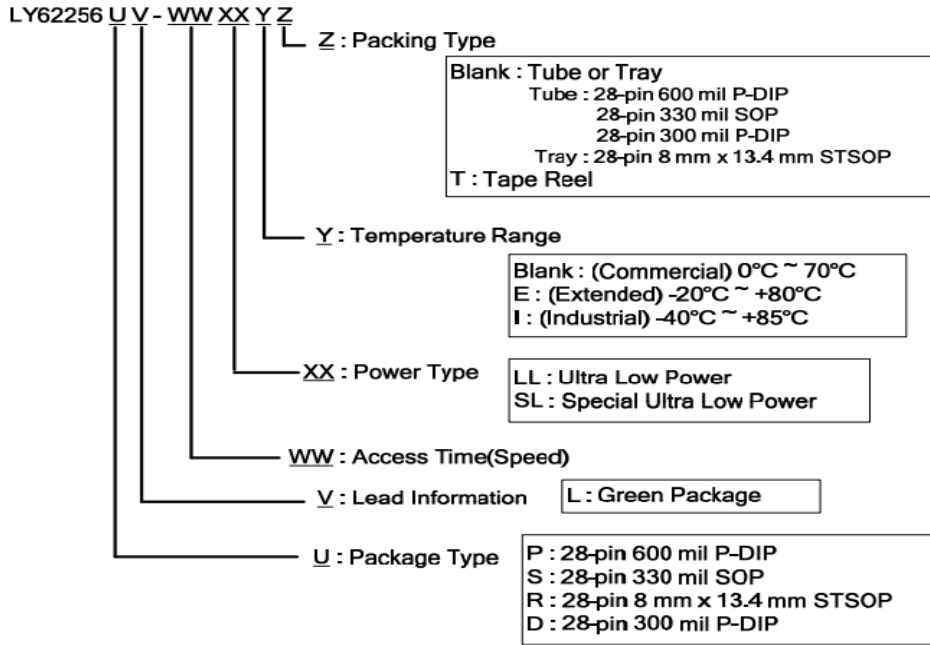 LY62256 U V - WW XX Y Z
Z : Packing Type
Blank : Tube or Tray
Tube : 28-pin 600 mil P-DIP
28-pin 330 mil SOP
28-pin 300 mil P-DIP
Tray : 28-pin 8 mm x 13.4 mm STSOP
T : Tape Reel
Y : Temperature Range
Blank : (Commercial) 0°C ~ 70°C
E : (Extended) -20°C ~ +80°C
I : (Industrial) -40°C ~ +85°C
XX : Power Type
LL : Ultra Low Power
SL : Special Ultra Low Power
WW : Access Time(Speed)
V : Lead Information
L : Green Package
U : Package Type
P : 28-pin 600 mil P-DIP
S : 28-pin 330 mil SOP
R : 28-pin 8 mm x 13.4 mm STSOP
D : 28-pin 300 mil P-DIP